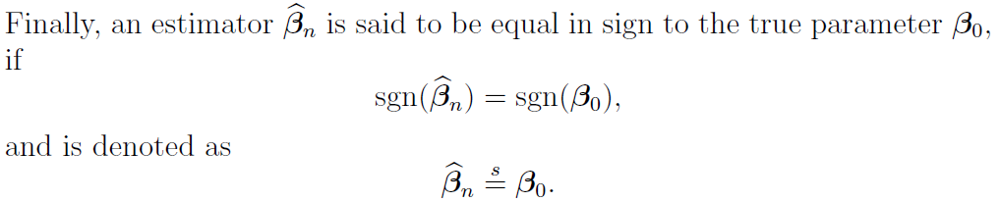 Finally, an estimator $\widehat{\boldsymbol{\beta}}_n$ is said to be equal in sign to the true parameter $\boldsymbol{\beta}_0$,
if
$\text{sgn}(\widehat{\boldsymbol{\beta}}_n) = \text{sgn}(\boldsymbol{\beta}_0),$
and is denoted as
$\widehat{\boldsymbol{\beta}}_n \stackrel{s}{=} \boldsymbol{\beta}_0.$